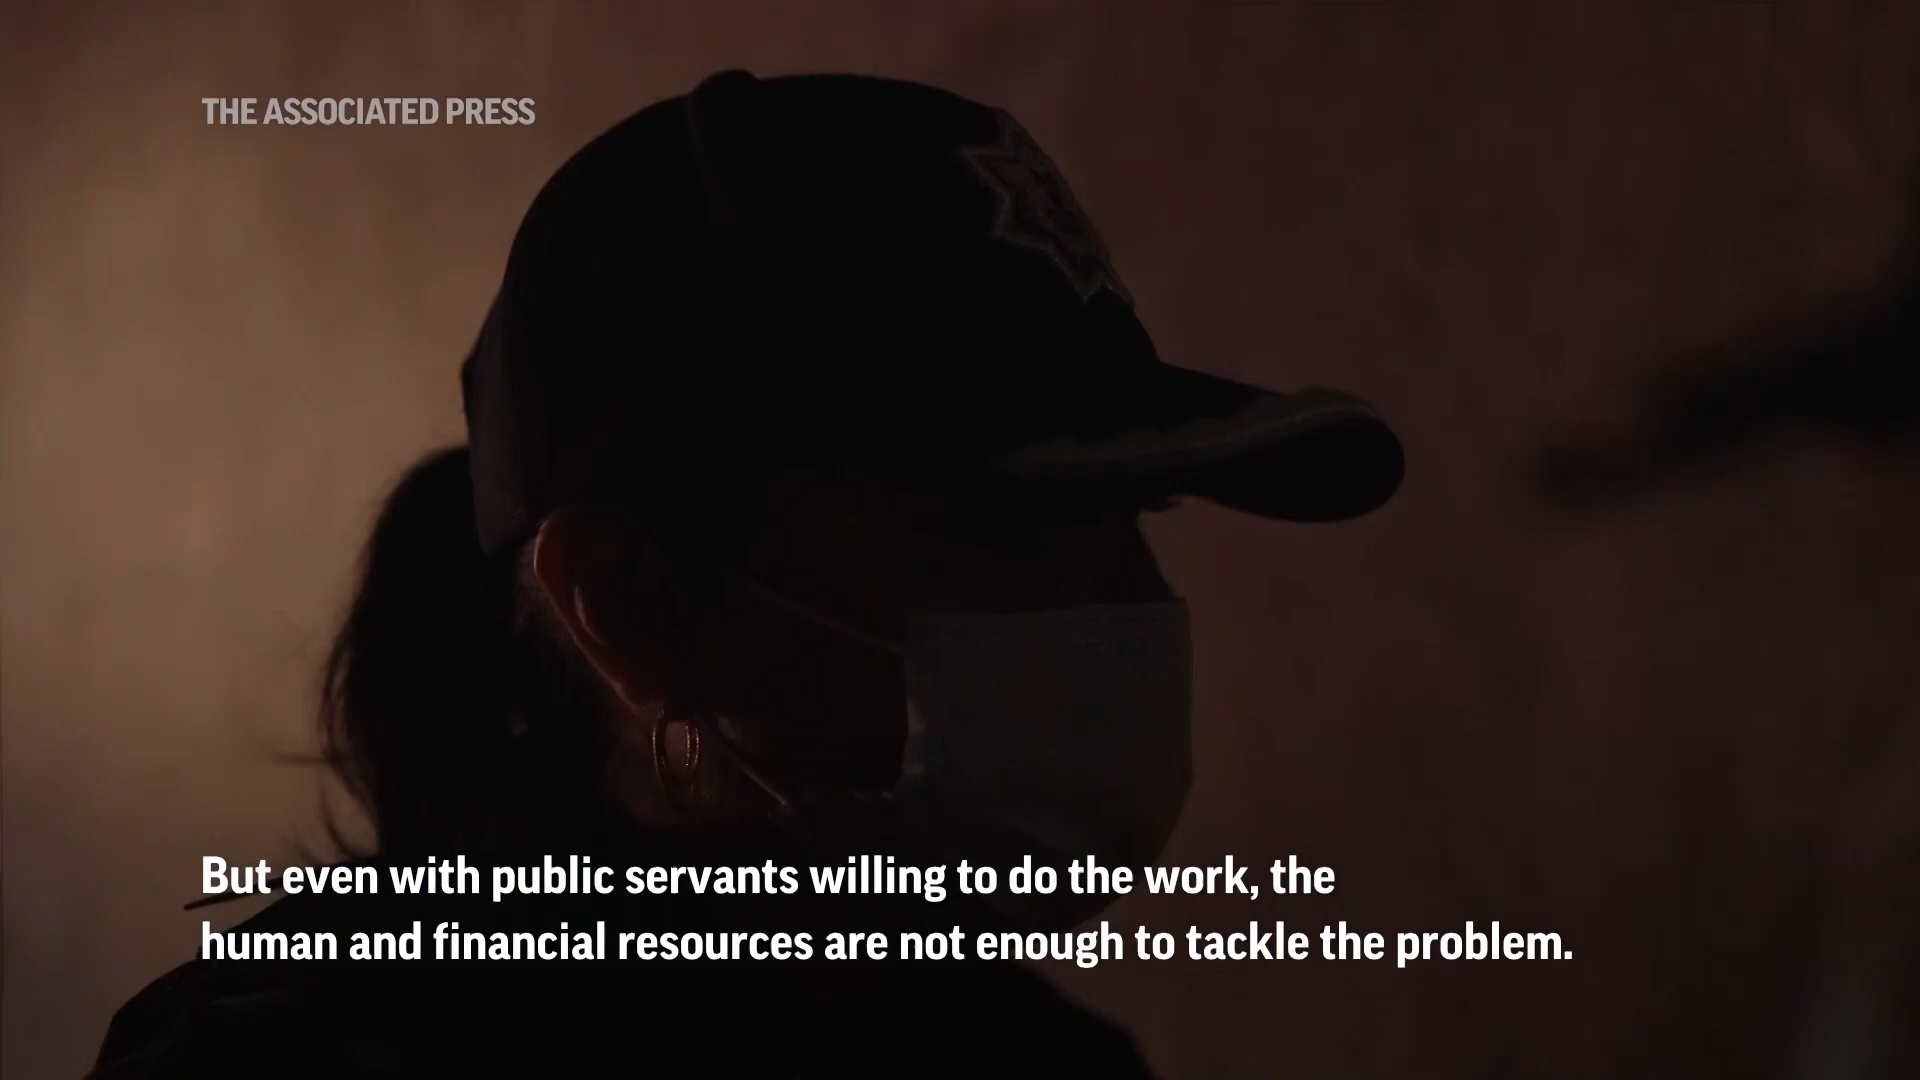 THE ASSOCIATED PRESS
But even with public servants willing to do the work, the
human and financial resources are not enough to tackle the problem.